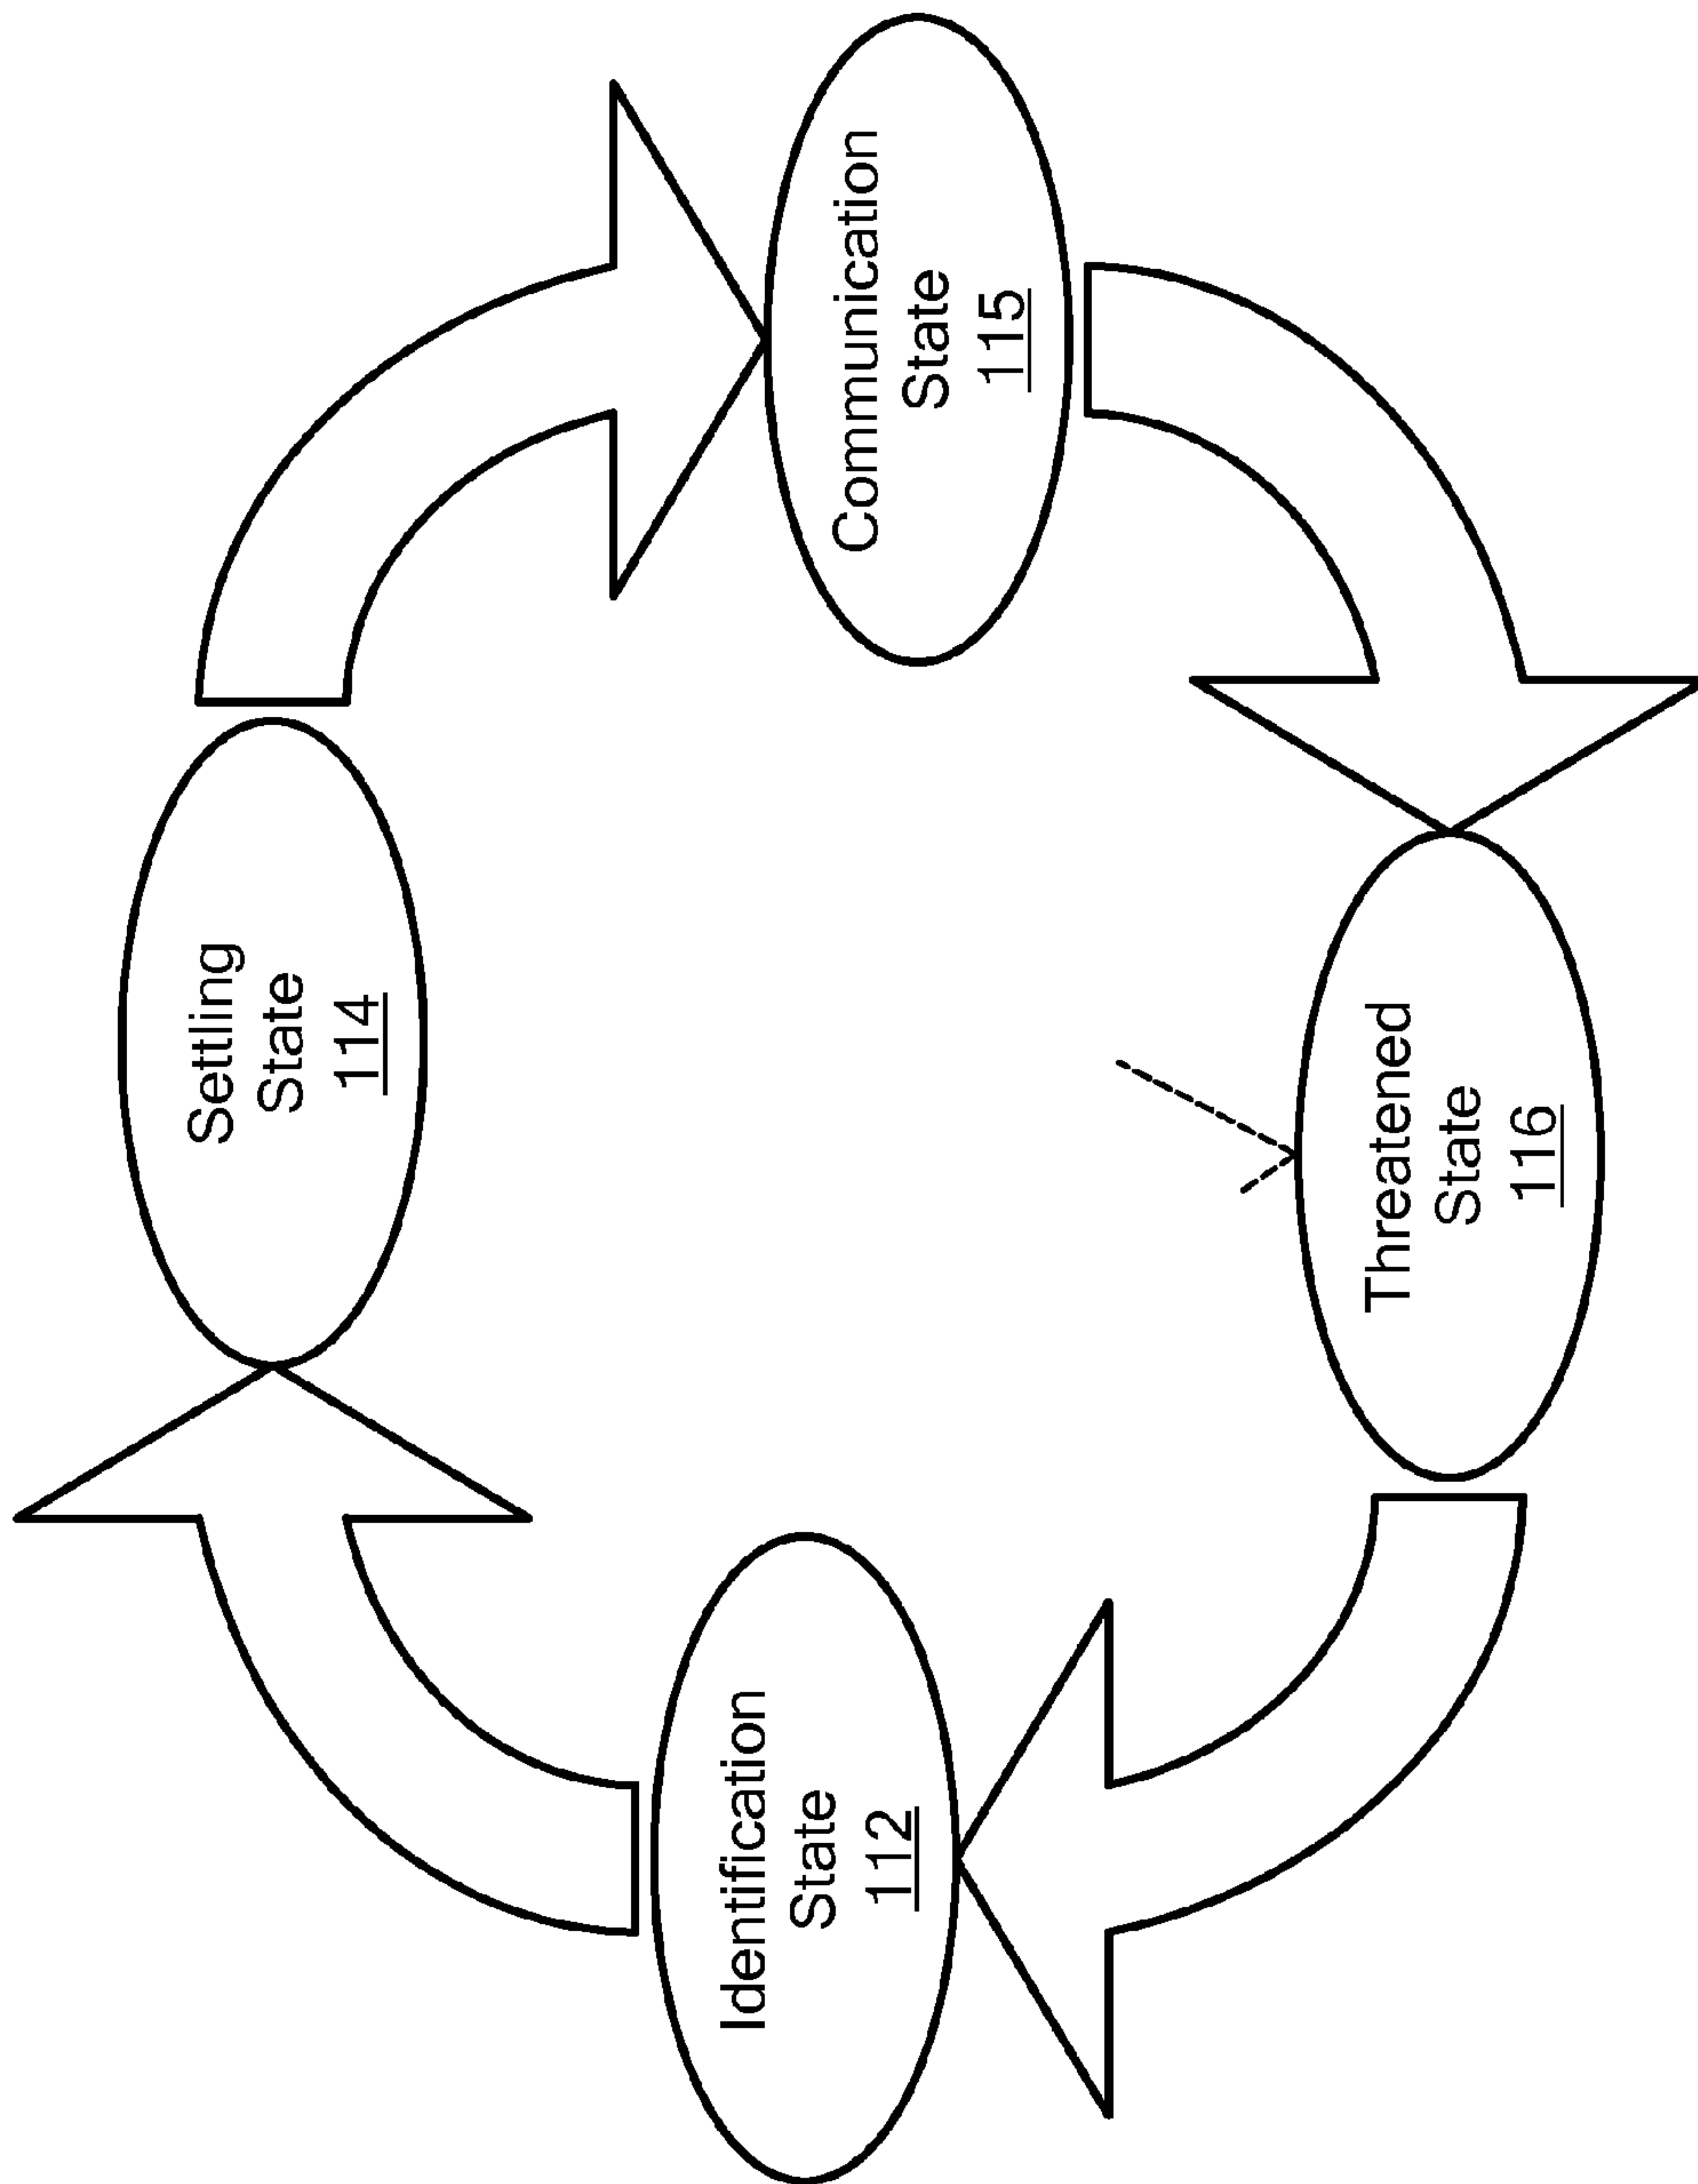 Identification
State
112
Settling
State
114
Communication
State
115
Threatened
State
116